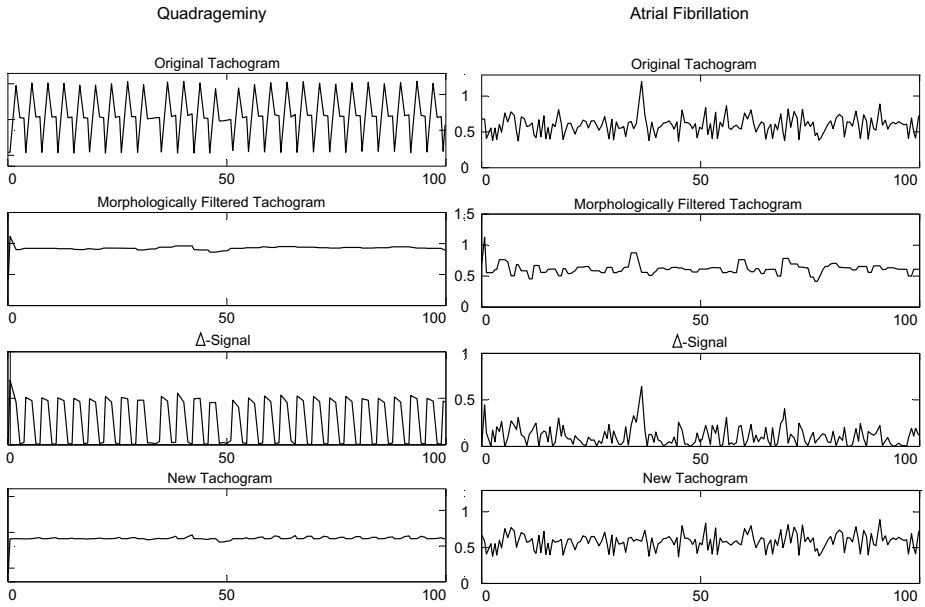 Quadrageminy
Original Tachogram
0 50 100
Morphologically Filtered Tachogram
0 50 100
Δ-Signal
0 50 100
New Tachogram
0 50 100
Atrial Fibrillation
Original Tachogram
1
0.5
0
0 50 100
Morphologically Filtered Tachogram
1.5
1
0.5
0
0 50 100
Δ-Signal
1
0.5
0
0 50 100
New Tachogram
1
0.5
0
0 50 100